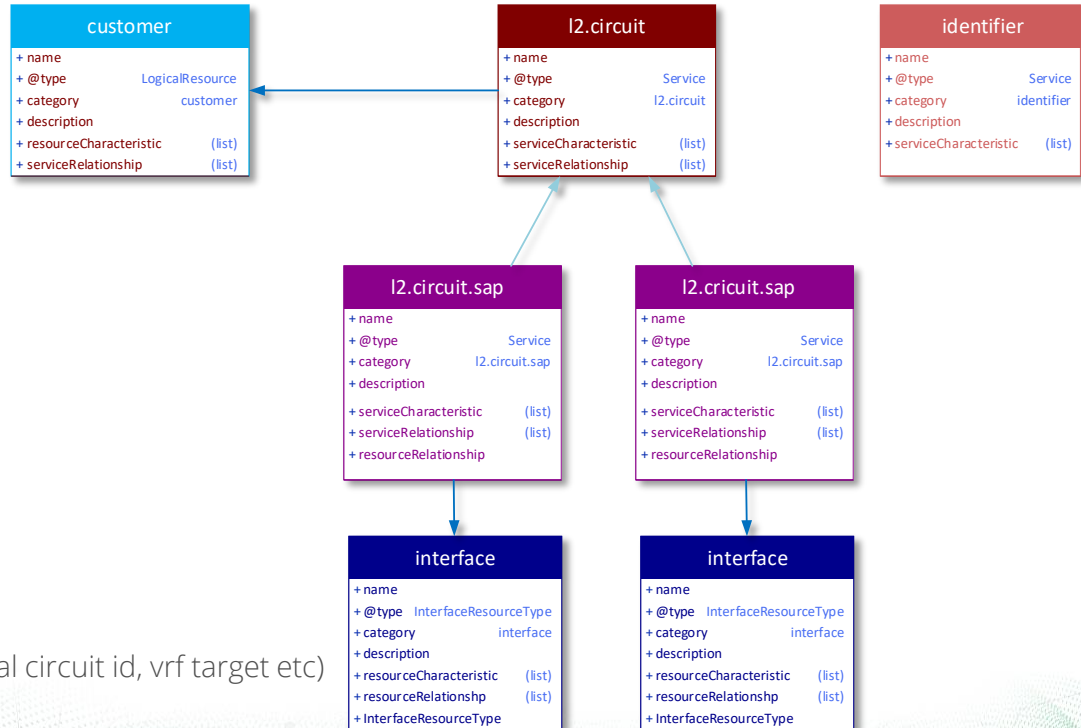 customer
+ name
+ @type LogicalResource
+ category customer
+ description
+ resourceCharacteristic (list)
+ serviceRelationship (list)
l2.circuit
+ name
+ @type Service
+ category l2.circuit
+ description
+ serviceCharacteristic (list)
+ serviceRelationship (list)
identifier
+ name
+ @type Service
+ category identifier
+ description
+ serviceCharacteristic (list)
l2.circuit.sap
+ name
+ @type Service
+ category l2.circuit.sap
+ description
+ serviceCharacteristic (list)
+ serviceRelationship (list)
+ resourceRelationship
l2.cricuit.sap
+ name
+ @type Service
+ category l2.circuit.sap
+ description
+ serviceCharacteristic (list)
+ serviceRelationship (list)
+ resourceRelationship
interface
+ name
+ @type InterfaceResourceType
+ category interface
+ description
+ resourceCharacteristic (list)
+ resourceRelationshp (list)
+ InterfaceResourceType
interface
+ name
+ @type InterfaceResourceType
+ category interface
+ description
+ resourceCharacteristic (list)
+ resourceRelationshp (list)
+ InterfaceResourceType
al circuit id, vrf target etc)